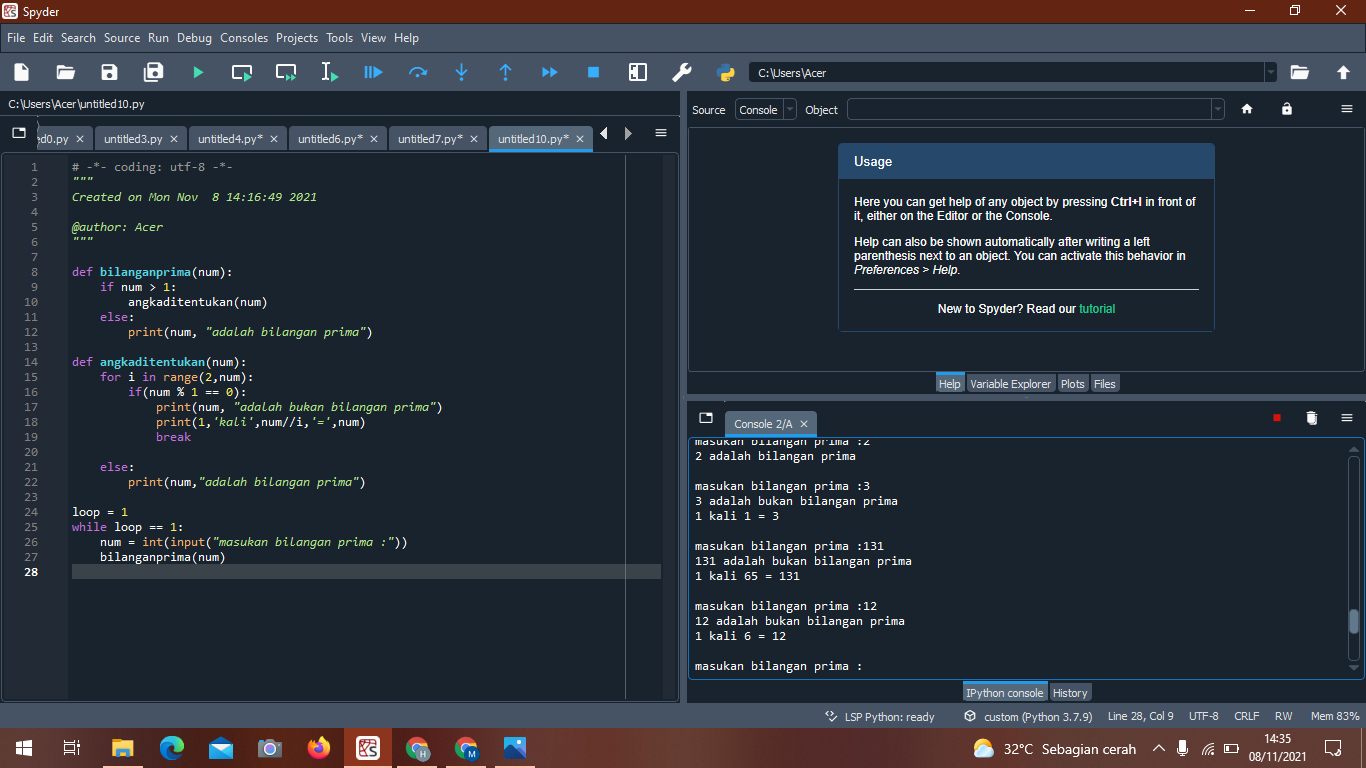 Spyder
File Edit Search Source Run Debug Consoles Projects Tools View Help
C:\Users\Acer
C:\Users\Acer\untitled10.py
ed0.py untitled3.py untitled4.py* untitled6.py* untitled7.py* untitled10.py*
1 # -*- coding: utf-8 -*-
2 """
3 Created on Mon Nov  8 14:16:49 2021
4
5 @author: Acer
6 """
7
8 def bilanganprima(num):
9     if num > 1:
10         angkaditentukan(num)
11     else:
12         print(num, "adalah bilangan prima")
13
14 def angkaditentukan(num):
15     for i in range(2,num):
16         if(num % 1 == 0):
17             print(num, "adalah bukan bilangan prima")
18             print(1,'kali',num//i,'=',num)
19             break
20
21     else:
22         print(num,"adalah bilangan prima")
23
24 loop = 1
25 while loop == 1:
26     num = int(input("masukan bilangan prima :"))
27     bilanganprima(num)
28
Source Console Object
Usage
Here you can get help of any object by pressing Ctrl+I in front of
it, either on the Editor or the Console.
Help can also be shown automatically after writing a left
parenthesis next to an object. You can activate this behavior in
Preferences > Help.
New to Spyder? Read our tutorial
Help Variable Explorer Plots Files
Console 2/A
masukan bilangan prima :2
2 adalah bilangan prima
masukan bilangan prima :3
3 adalah bukan bilangan prima
1 kali 1 = 3
masukan bilangan prima :131
131 adalah bukan bilangan prima
1 kali 65 = 131
masukan bilangan prima :12
12 adalah bukan bilangan prima
1 kali 6 = 12
masukan bilangan prima :
IPython console History
LSP Python: ready custom (Python 3.7.9) Line 28, Col 9 UTF-8 CRLF RW Mem 83%
H M 32°C Sebagian cerah 14:35
08/11/2021